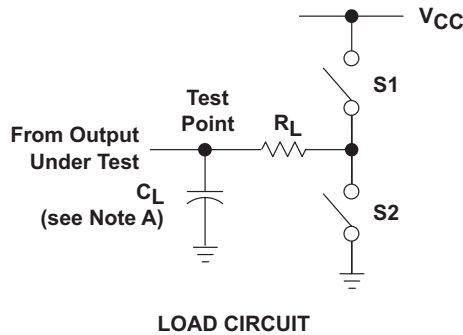 VCC
S1
Test
Point
RL
From Output
Under Test
CL
(see Note A)
S2
LOAD CIRCUIT